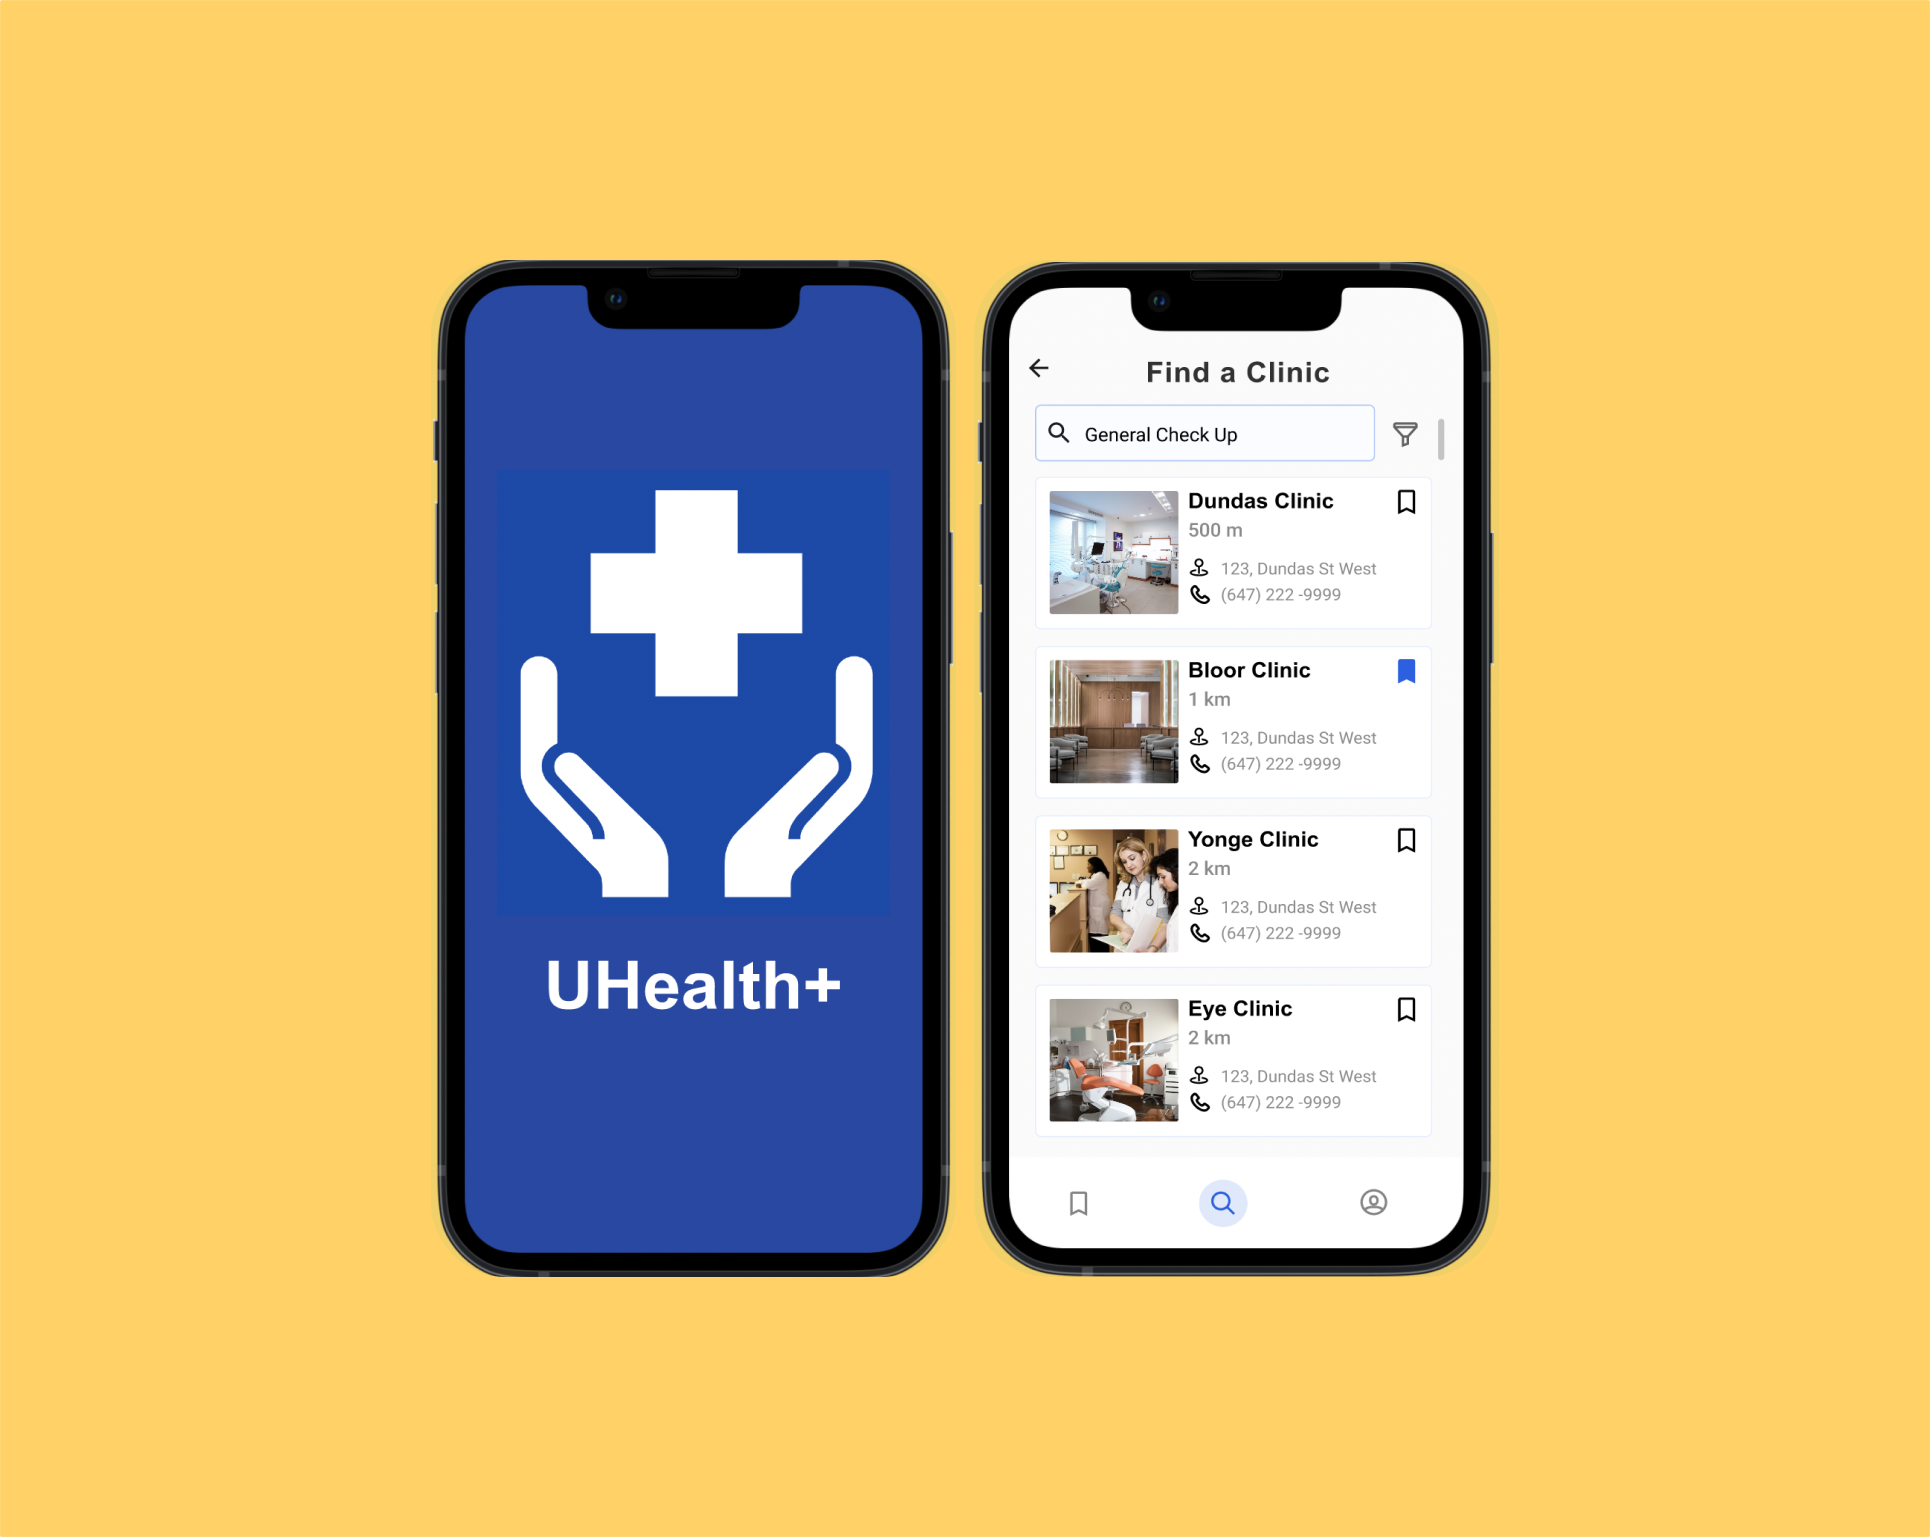 UHealth+
Find a Clinic
General Check Up
Dundas Clinic
500 m
123, Dundas St West
(647) 222 -9999
Bloor Clinic
1 km
123, Dundas St West
(647) 222 -9999
Yonge Clinic
2 km
123, Dundas St West
(647) 222 -9999
Eye Clinic
2 km
123, Dundas St West
(647) 222 -9999